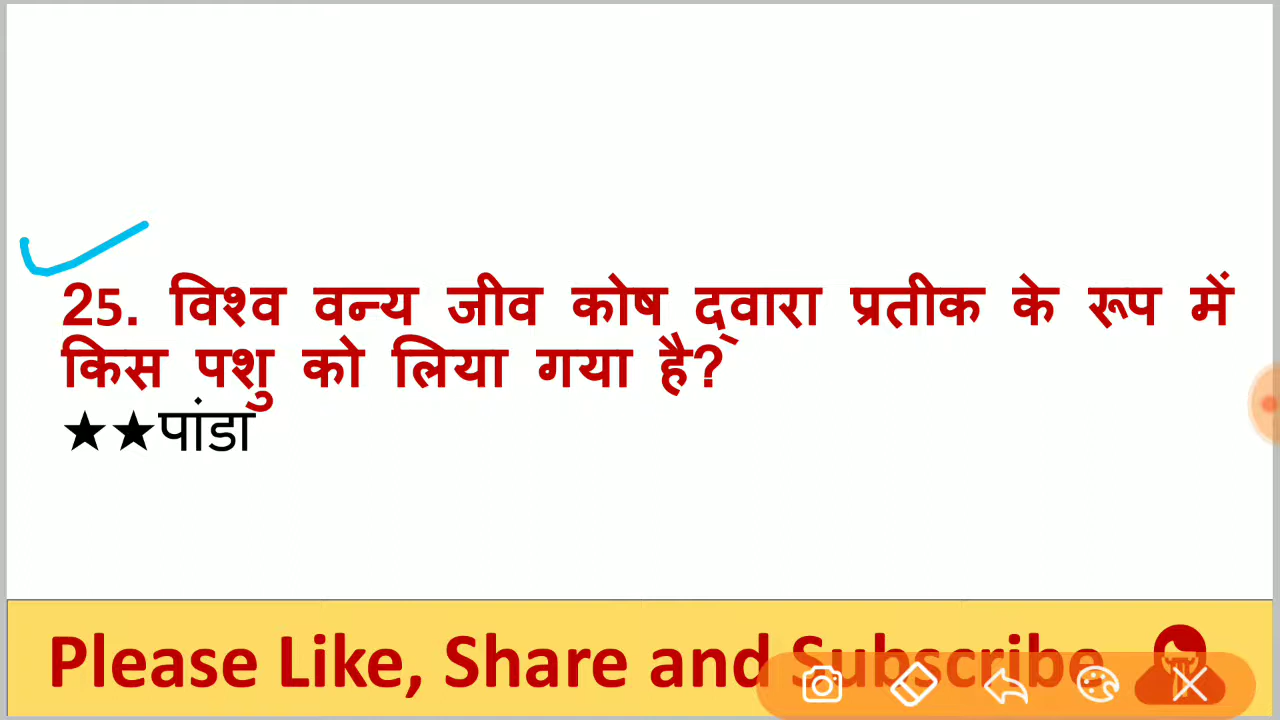 25. विश्व वन्य जीव कोष द्वारा प्रतीक के रूप में
किस पशु को लिया गया है?
★★पांडा
Please Like, Share and Subscribe